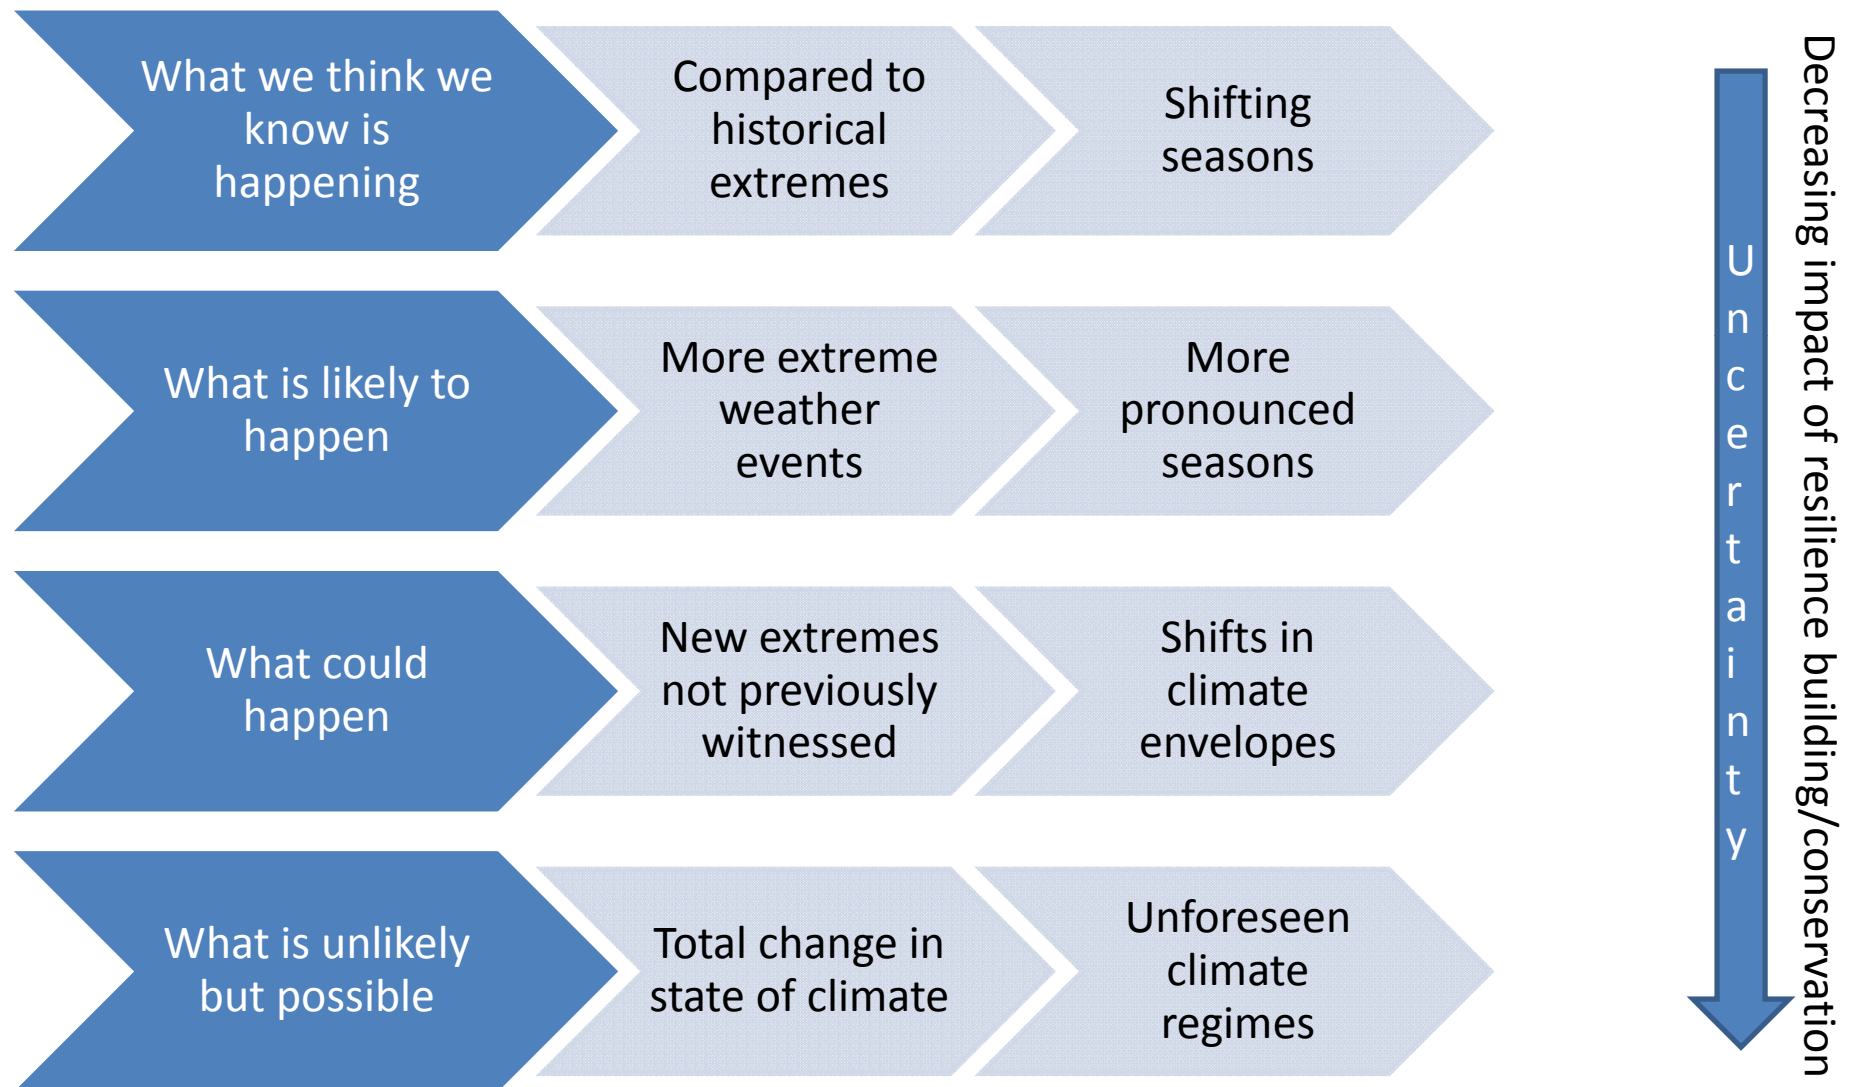 What we think we
know is
happening
Compared to
historical
extremes
Shifting
seasons
What is likely to
happen
More extreme
weather
events
More
pronounced
seasons
What could
happen
New extremes
not previously
witnessed
Shifts in
climate
envelopes
What is unlikely
but possible
Total change in
state of climate
Unforeseen
climate
regimes
Uncertainty
Decreasing impact of resilience building/conservation